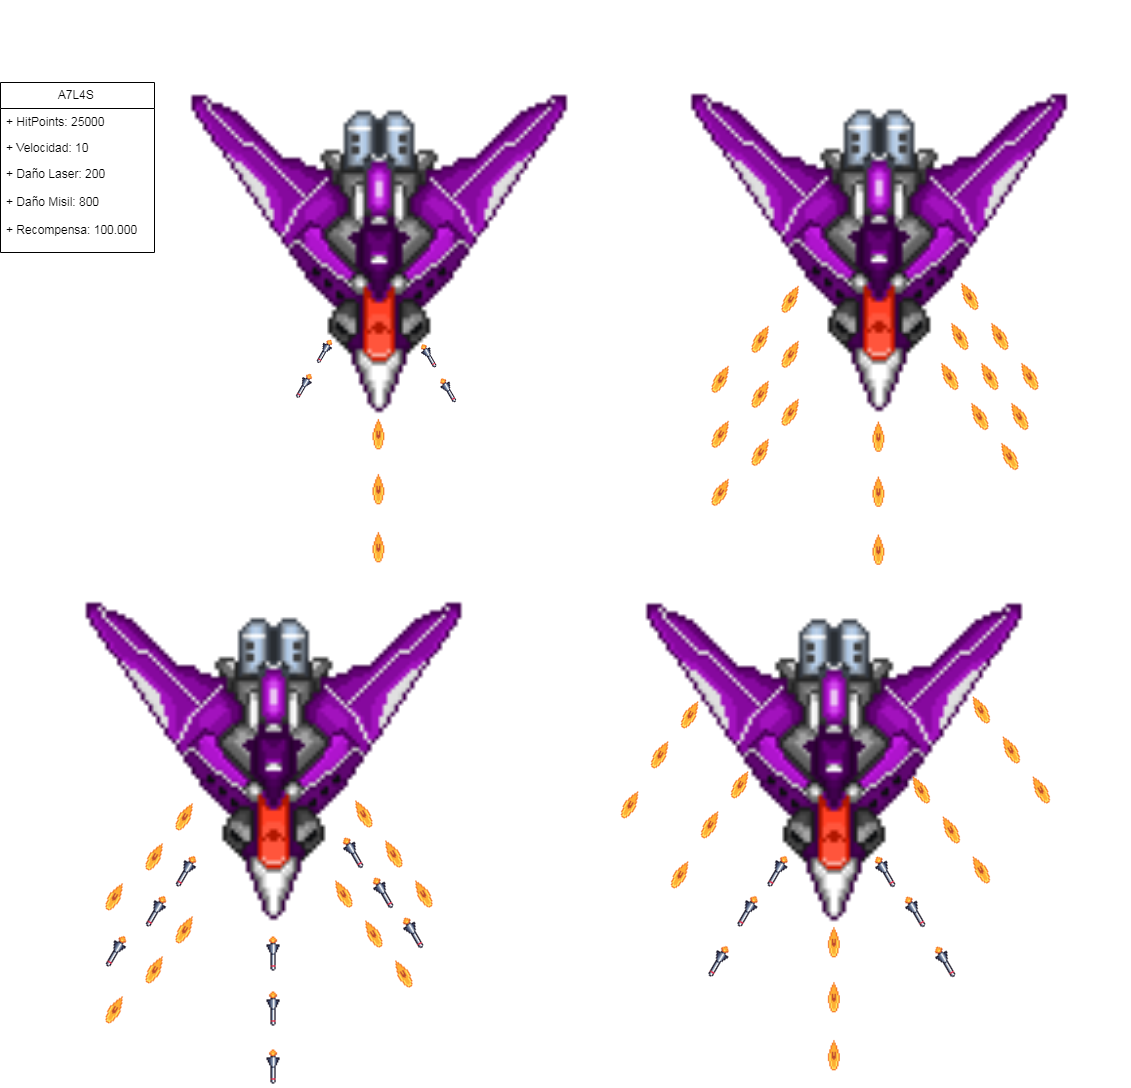 A7L4S
+ HitPoints: 25000
+ Velocidad: 10
+ Daño Laser: 200
+ Daño Misil: 800
+ Recompensa: 100.000